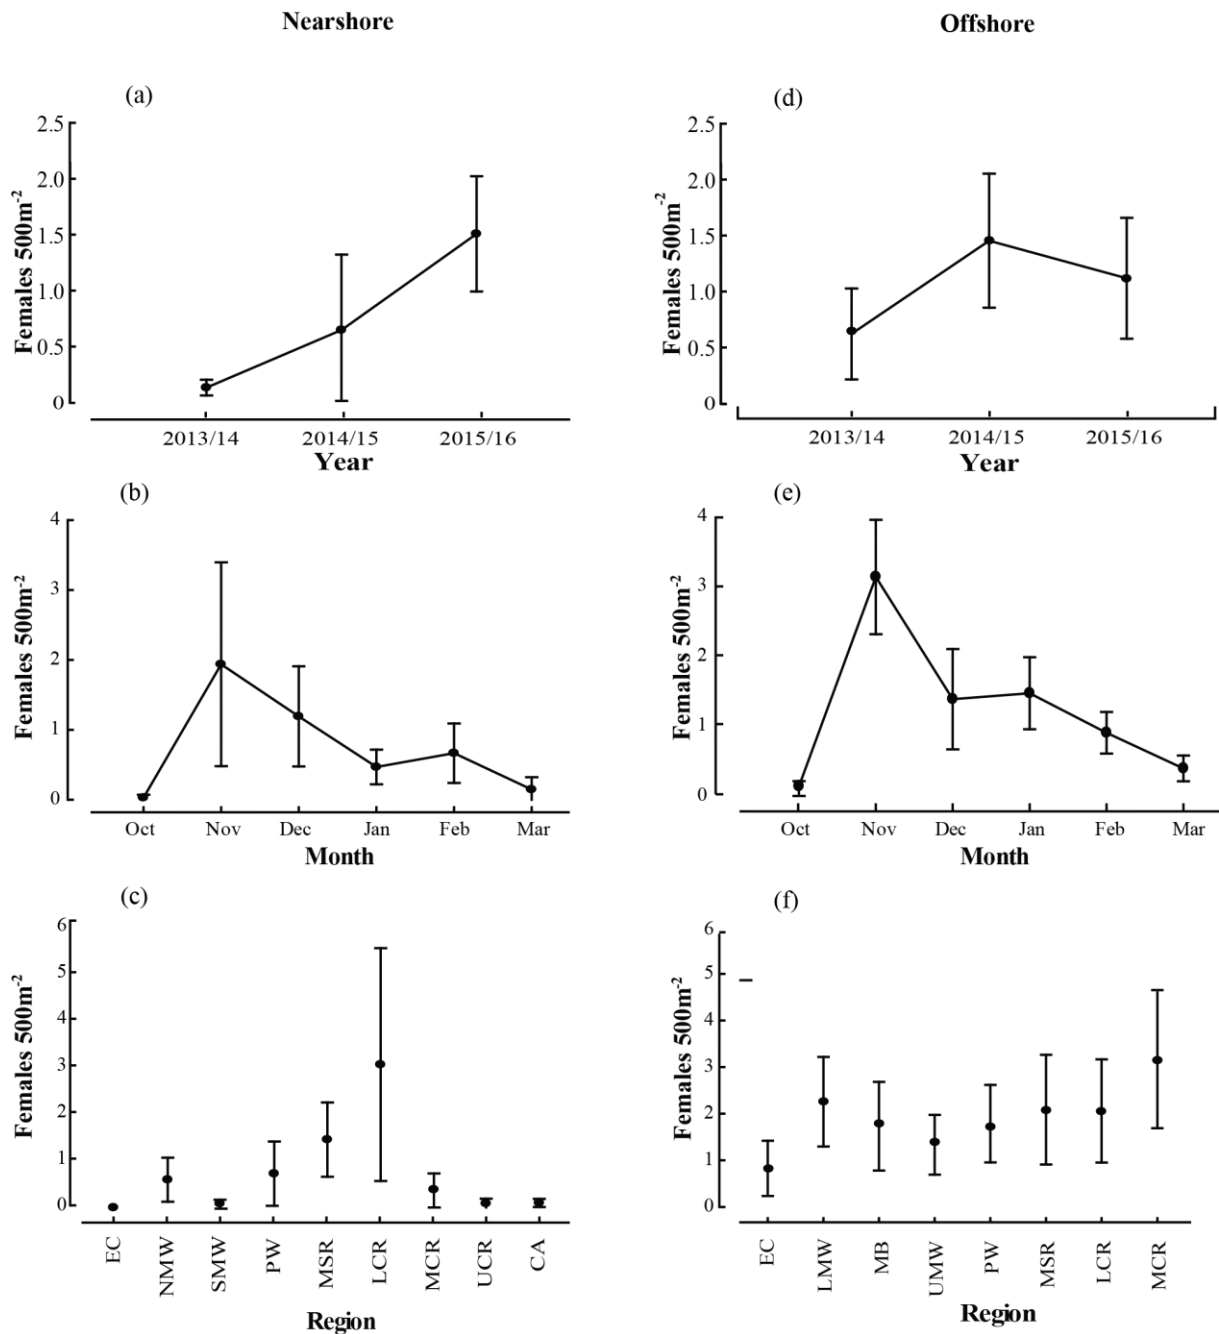 Nearshore
Offshore
(a)
2.5
2.0
1.5
1.0
0.5
0
Females 500m-2
2013/14
2014/15
2015/16
Year
(d)
2.5
2.0
1.5
1.0
0.5
0
Females 500m-2
2013/14
2014/15
2015/16
Year
(b)
4
3
2
1
0
Females 500m-2
Oct
Nov
Dec
Jan
Feb
Mar
Month
(e)
4
3
2
1
0
Females 500m-2
Oct
Nov
Dec
Jan
Feb
Mar
Month
(c)
6
5
4
3
2
1
0
Females 500m-2
EC
NMW
SMW
PW
MSR
LCR
MCR
UCR
CA
Region
(f)
6
5
4
3
2
1
0
Females 500m-2
EC
LMW
MB
UMW
PW
MSR
LCR
MCR
Region